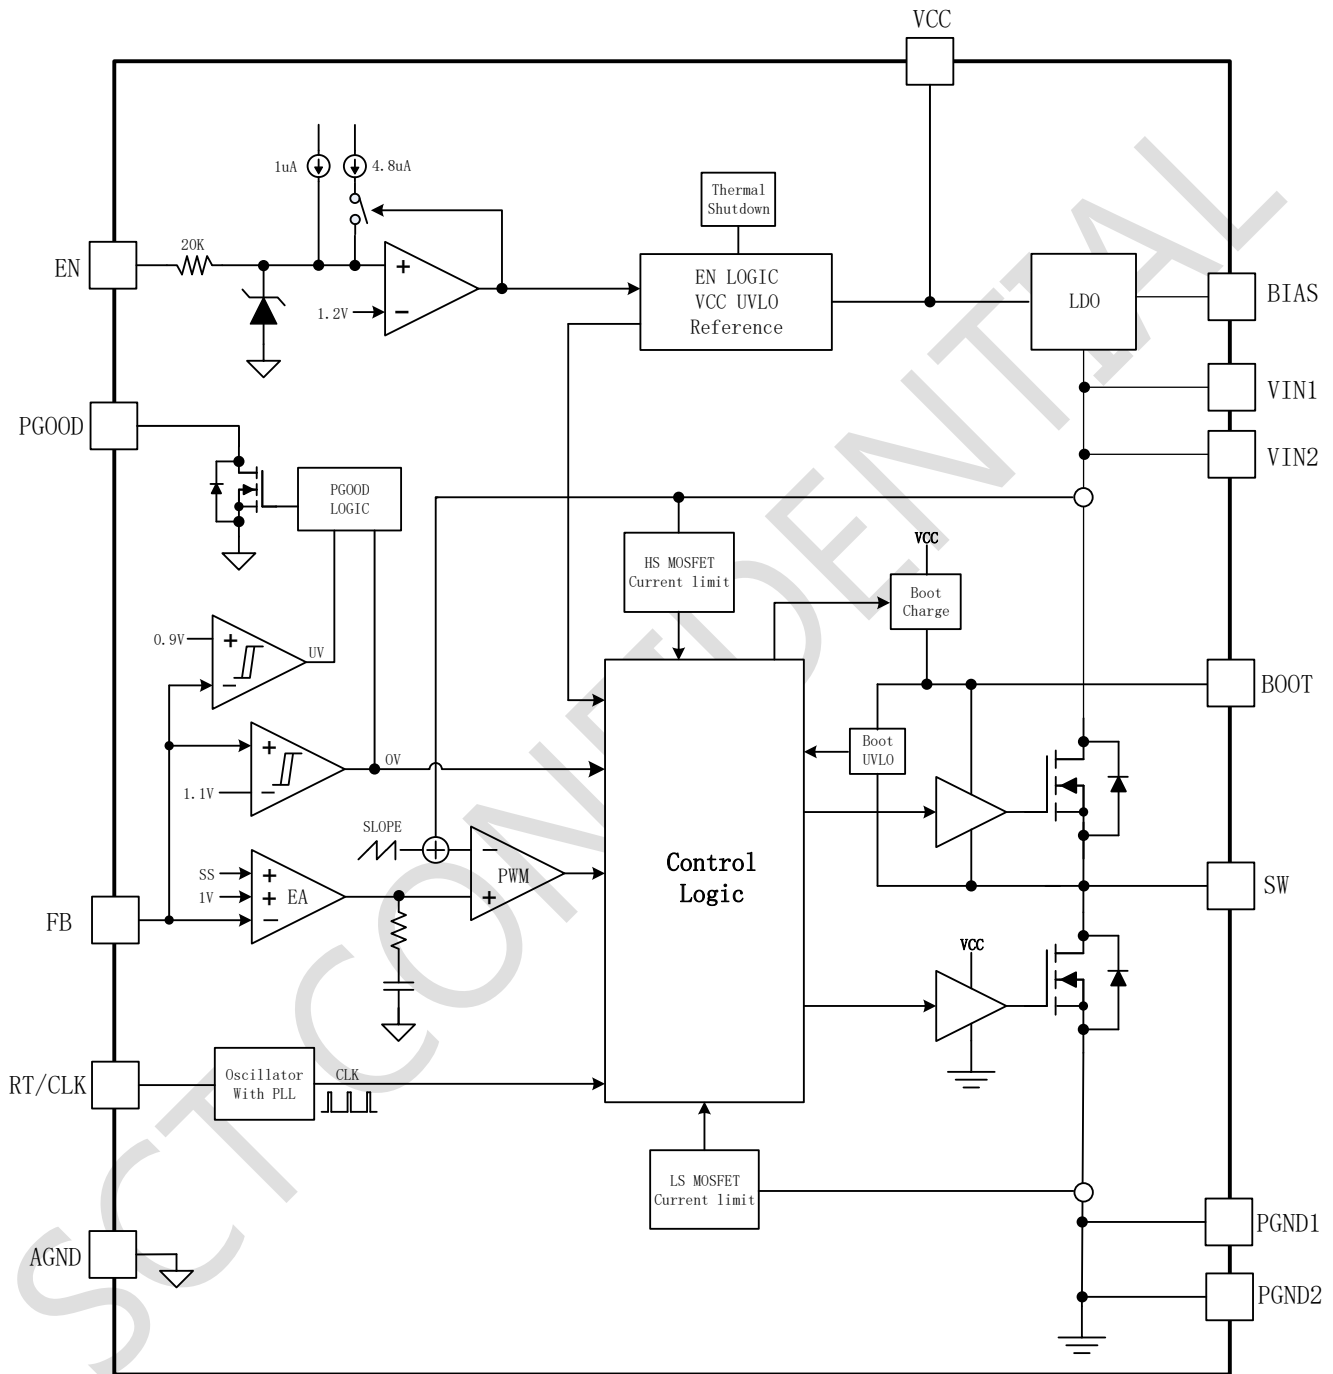 VCC
1uA
4.8uA
Thermal
Shutdown
EN
20K
1.2V
EN LOGIC
VCC UVLO
Reference
LDO
BIAS
VIN1
VIN2
PGOOD
PGOOD
LOGIC
HS MOSFET
Current limit
VCC
Boot
Charge
0.9V
UV
BOOT
Boot
UVLO
OV
1.1V
SLOPE
SS
1V
EA
PWM
Control
Logic
SW
FB
VCC
RT/CLK
Oscillator
With PLL
CLK
LS MOSFET
Current limit
AGND
PGND1
PGND2
SCT CONFIDENTIAL